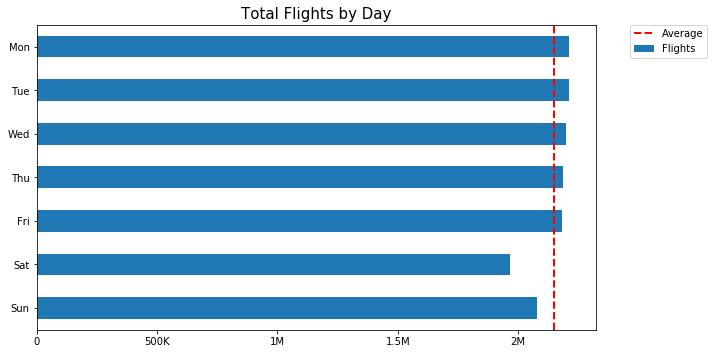 Total Flights by Day
Average
Flights
Mon
Tue
Wed
Thu
Fri
Sat
Sun
0
500K
1M
1.5M
2M